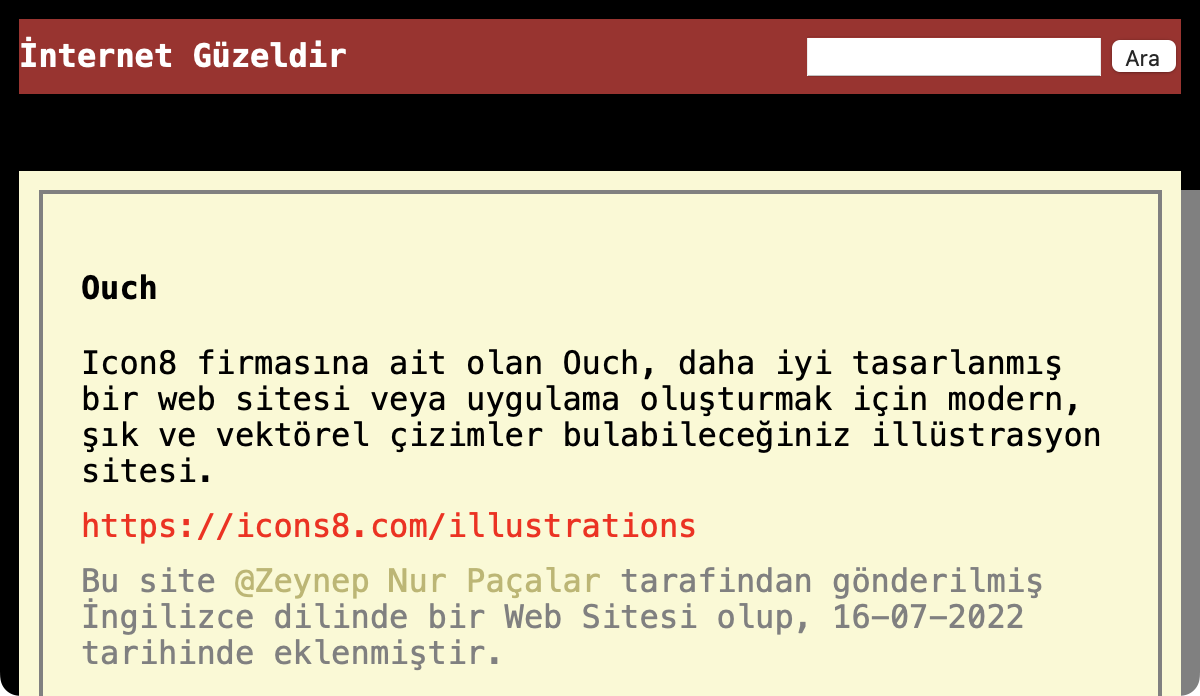 İnternet Güzeldir
Ara
Ouch
Icon8 firmasına ait olan Ouch, daha iyi tasarlanmış
bir web sitesi veya uygulama oluşturmak için modern,
şık ve vektörel çizimler bulabileceğiniz illüstrasyon
sitesi.
https://icons8.com/illustrations
Bu site @Zeynep Nur Paçalar tarafindan gönderilmiş
İngilizce dilinde bir Web Sitesi olup, 16-07-2022
tarihinde eklenmiştir.